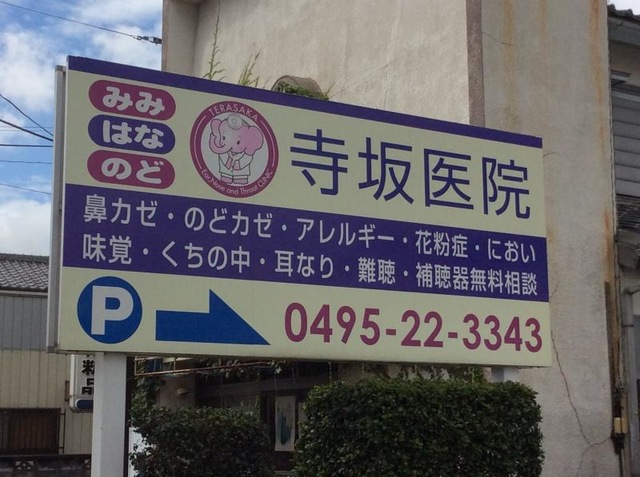 みみ
はな
のど
TERASAKA
Ear Nose and Throat CLINIC
寺坂医院
鼻カゼ・のどカゼ・アレルギー・花粉症・におい
味覚・くちの中・耳なり・難聴・補聴器無料相談
P
0495-22-3343